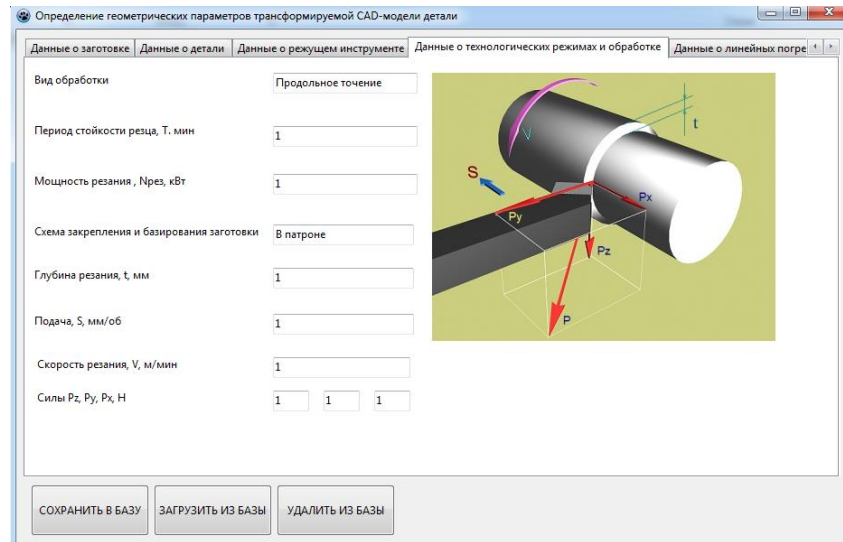 Определение геометрических параметров трансформируемой CAD-модели детали
Данные о заготовке Данные о детали Данные о режущем инструменте Данные о технологических режимах и обработке Данные о линейных погре
Вид обработки Продольное точение
Период стойкости резца, Т. мин 1
Мощность резания , Nрез, кВт 1
Схема закрепления и базирования заготовки В патроне
Глубина резания, t, мм 1
Подача, S, мм/об 1
Скорость резания, V, м/мин 1
Силы Pz, Py, Px, Н 1 1 1
V
t
S
Px
Py
Pz
P
СОХРАНИТЬ В БАЗУ ЗАГРУЗИТЬ ИЗ БАЗЫ УДАЛИТЬ ИЗ БАЗЫ